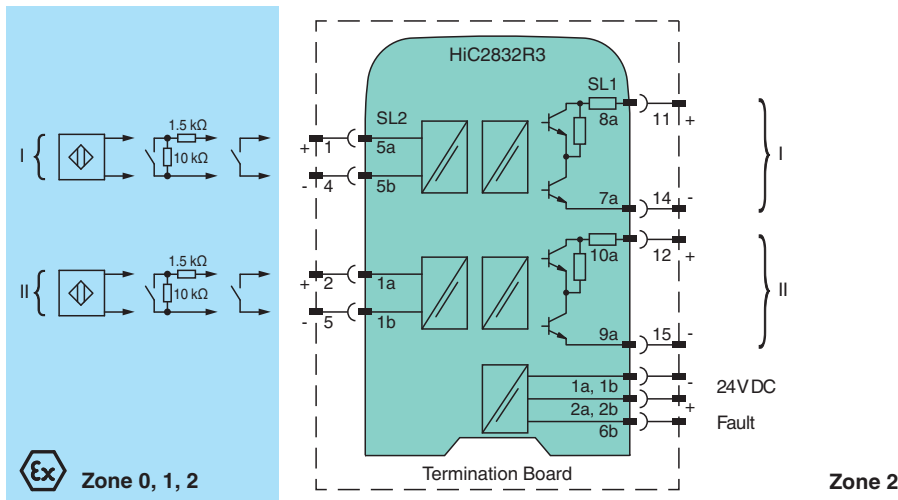 HiC2832R3
SL1
SL2
8a
11 +
1.5 kΩ
10 kΩ
I
+ 1 5a
- 4 5b
I
7a 14 -
10a 12 +
1.5 kΩ
10 kΩ
II
+ 2 1a
- 5 1b
II
9a 15 -
1a, 1b - 24V DC
2a, 2b +
6b Fault
Termination Board
Ex Zone 0, 1, 2
Zone 2